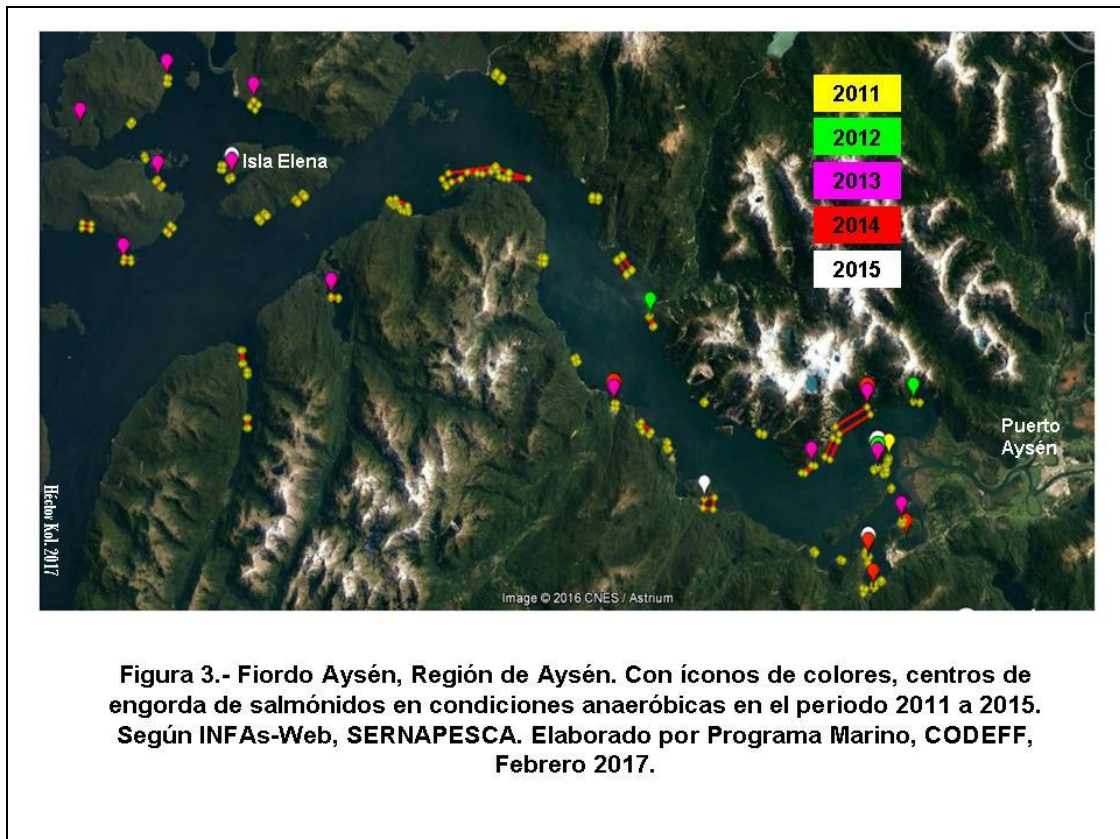 2011
2012
2013
2014
2015
Isla Elena
Puerto
Aysén
Héctor Kol. 2017
Image © 2016 CNES / Astrium
Figura 3.- Fiordo Aysén, Región de Aysén. Con íconos de colores, centros de
engorda de salmónidos en condiciones anaeróbicas en el periodo 2011 a 2015.
Según INFAs-Web, SERNAPESCA. Elaborado por Programa Marino, CODEFF,
Febrero 2017.